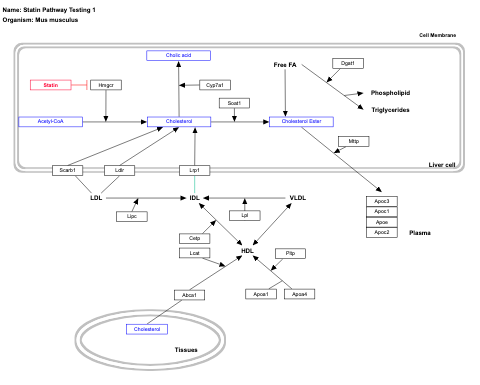 Name: Statin Pathway Testing 1
Organism: Mus musculus
Cell Membrane
Cholic acid
Free FA
Dgat1
Statin
Hmgcr
Cyp7a1
Phospholipid
Soat1
Triglycerides
Acetyl-CoA
Cholesterol
Cholesterol Ester
Mttp
Liver cell
Scarb1
Ldlr
Lrp1
LDL
IDL
VLDL
Apoc3
Apoc1
Apoe
Apoc2
Plasma
Lipc
Lpl
Cetp
Lcat
HDL
Pltp
Abca1
Apoa1
Apoa4
Cholesterol
Tissues